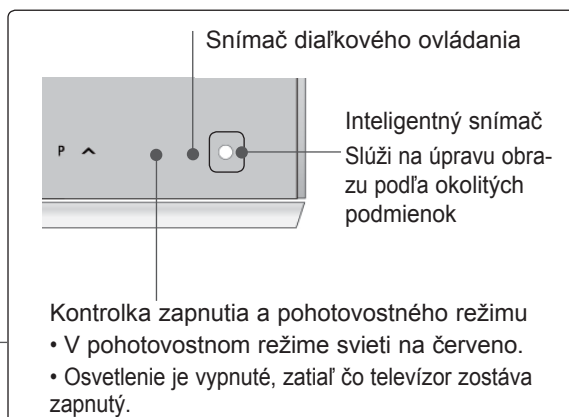 Snímač diaľkového ovládania
P
Inteligentný snímač
Slúži na úpravu obra-
zu podľa okolitých
podmienok
Kontrolka zapnutia a pohotovostného režimu
• V pohotovostnom režime svieti na červeno.
• Osvetlenie je vypnuté, zatiaľ čo televízor zostáva
zapnutý.